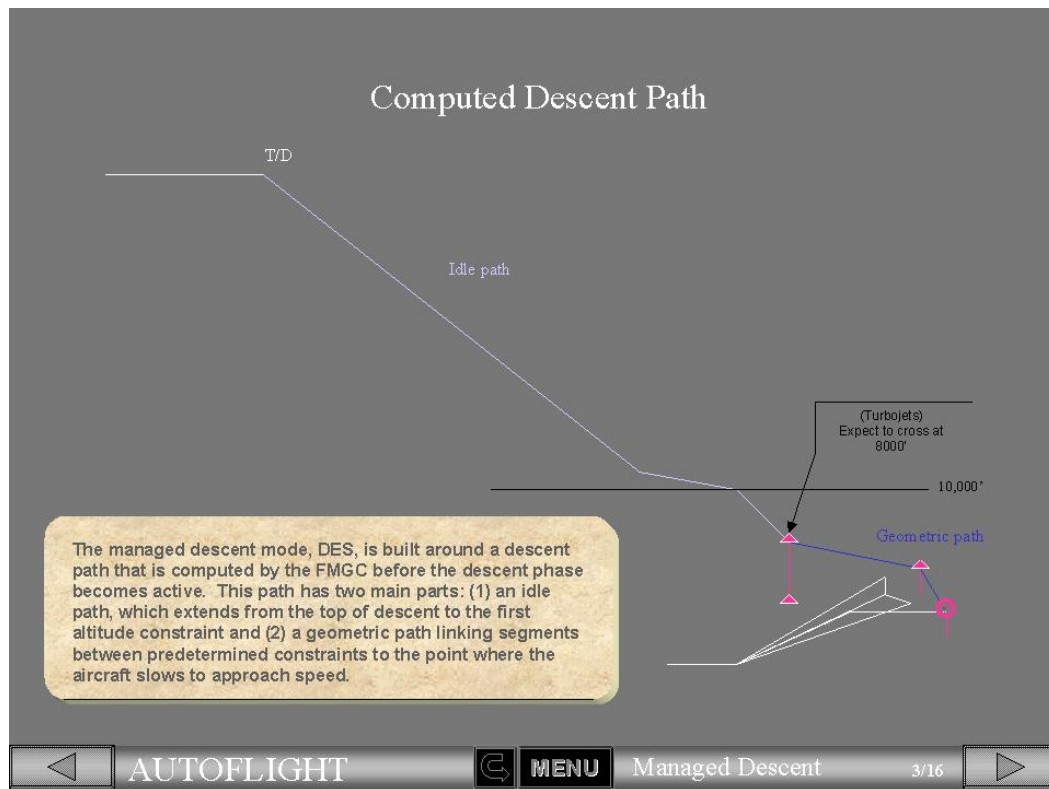 Computed Descent Path
T/D
Idle path
(Turbojets)
Expect to cross at
8000'
10,000’
Geometric path
The managed descent mode, DES, is built around a descent
path that is computed by the FMGC before the descent phase
becomes active.  This path has two main parts: (1) an idle
path, which extends from the top of descent to the first
altitude constraint and (2) a geometric path linking segments
between predetermined constraints to the point where the
aircraft slows to approach speed.
AUTOFLIGHT
MENU
Managed Descent
3/16